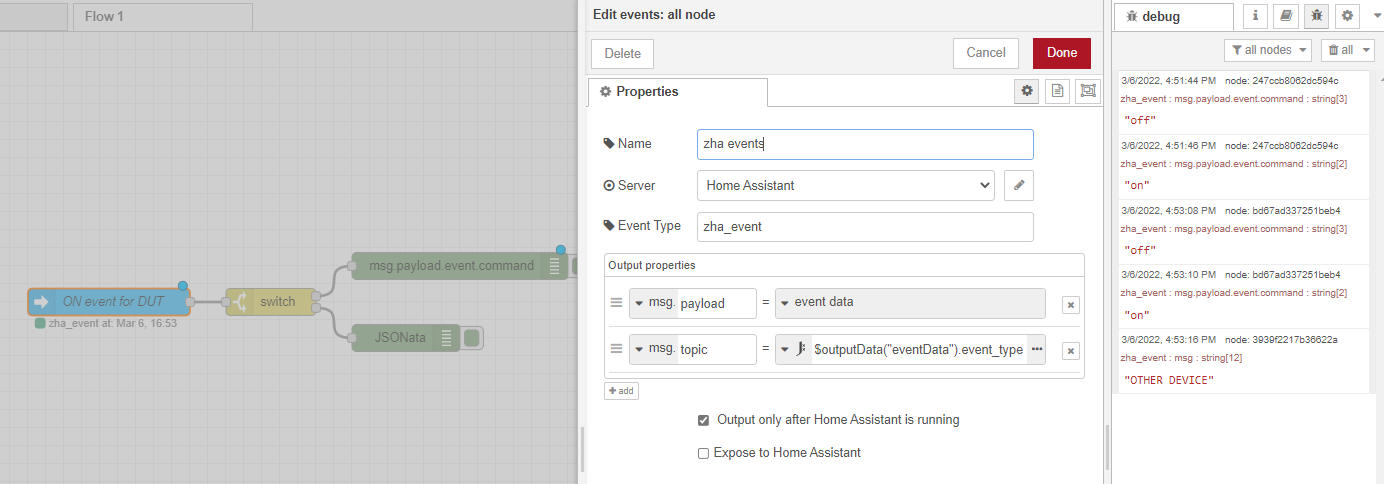 Flow 1
msg.payload.event.command
ON event for DUT
switch
zha_event at: Mar 6, 16:53
JSONata
Edit events: all node
Delete
Cancel
Done
Properties
Name
zha events
Server
Home Assistant
Event Type
zha_event
Output properties
msg. payload = event data
msg. topic = J: $outputData("eventData").event_type
add
Output only after Home Assistant is running
Expose to Home Assistant
debug
all nodes
all
3/6/2022, 4:51:44 PM node: 247ccb8062dc594c
zha_event : msg.payload.event.command : string[3]
"off"
3/6/2022, 4:51:46 PM node: 247ccb8062dc594c
zha_event : msg.payload.event.command : string[2]
"on"
3/6/2022, 4:53:08 PM node: bd67ad337251beb4
zha_event : msg.payload.event.command : string[3]
"off"
3/6/2022, 4:53:10 PM node: bd67ad337251beb4
zha_event : msg.payload.event.command : string[2]
"on"
3/6/2022, 4:53:16 PM node: 3939f2217b36622a
zha_event : msg : string[12]
"OTHER DEVICE"